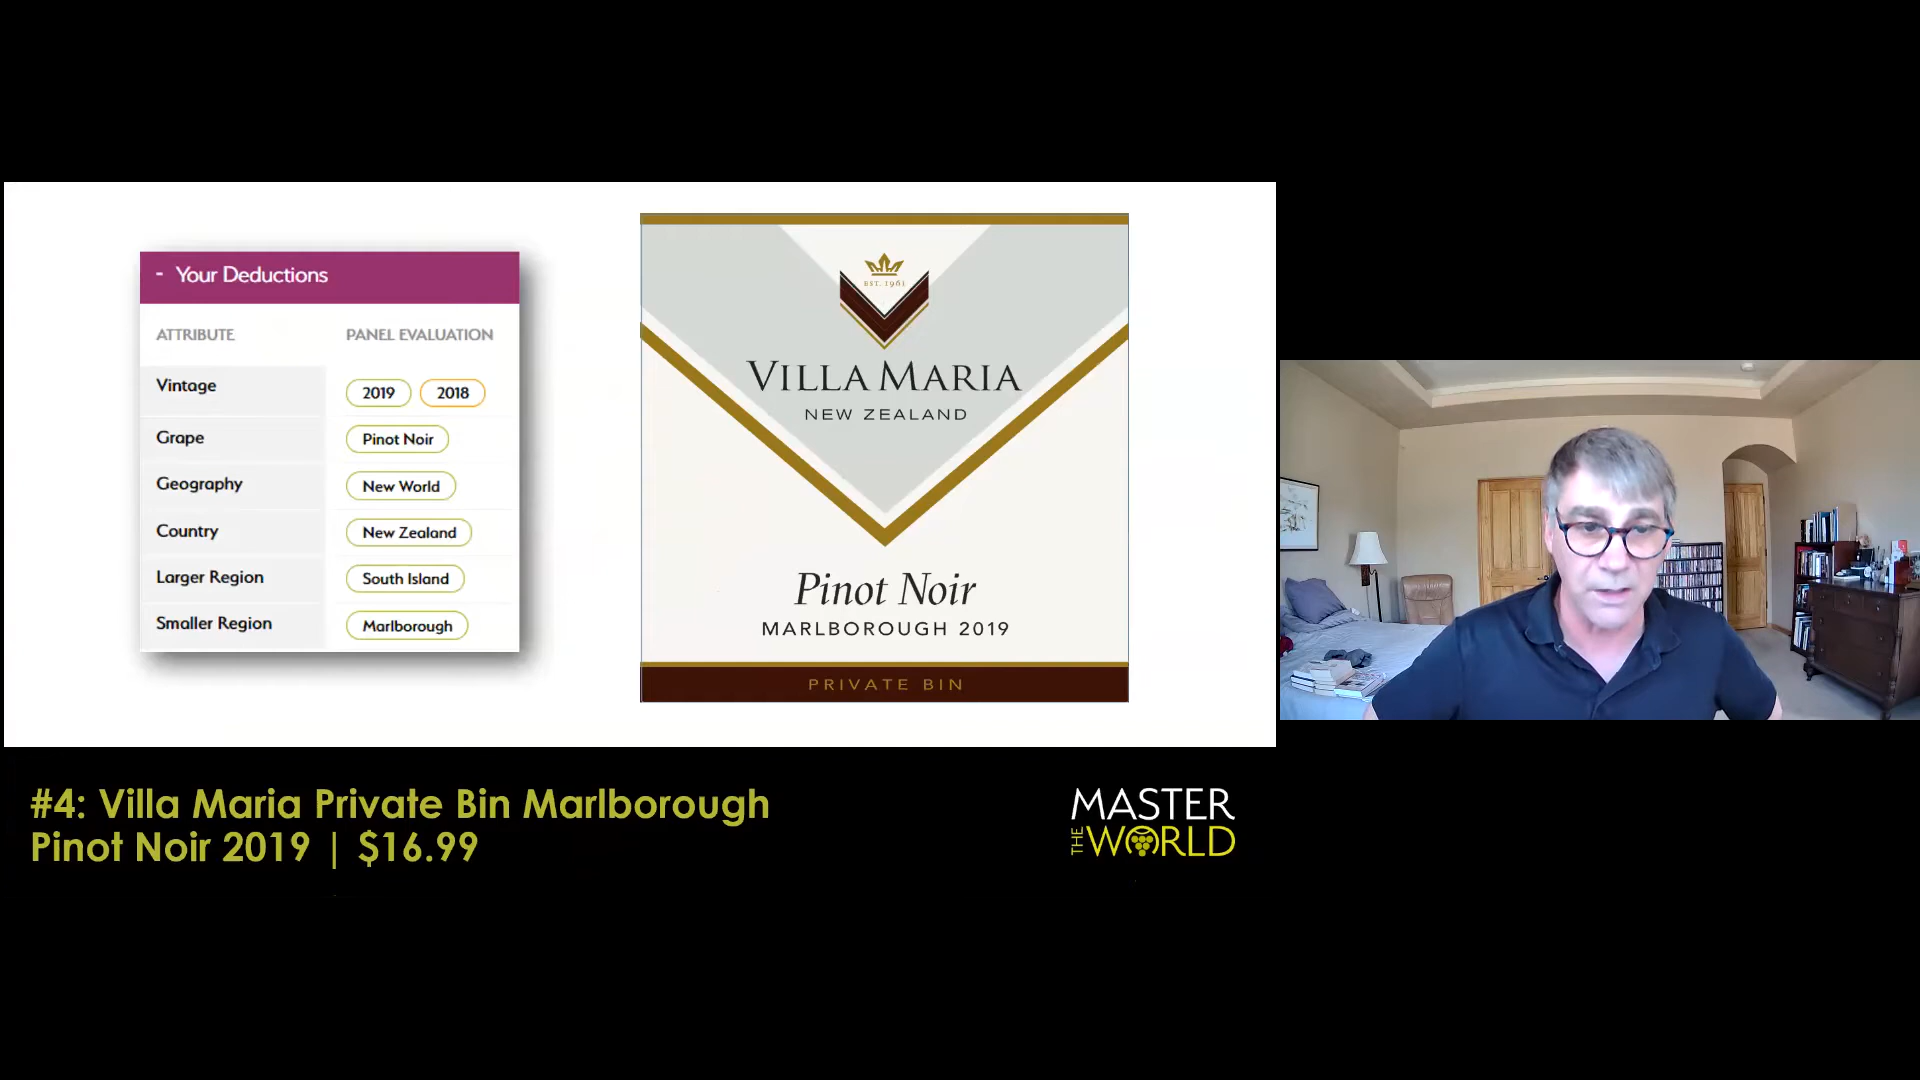 - Your Deductions
ATTRIBUTE PANEL EVALUATION
Vintage 2019 2018
Grape Pinot Noir
Geography New World
Country New Zealand
Larger Region South Island
Smaller Region Marlborough
EST. 1961
VILLA MARIA
NEW ZEALAND
Pinot Noir
MARLBOROUGH 2019
PRIVATE BIN
#4: Villa Maria Private Bin Marlborough
Pinot Noir 2019 | $16.99
MASTER
THE WORLD